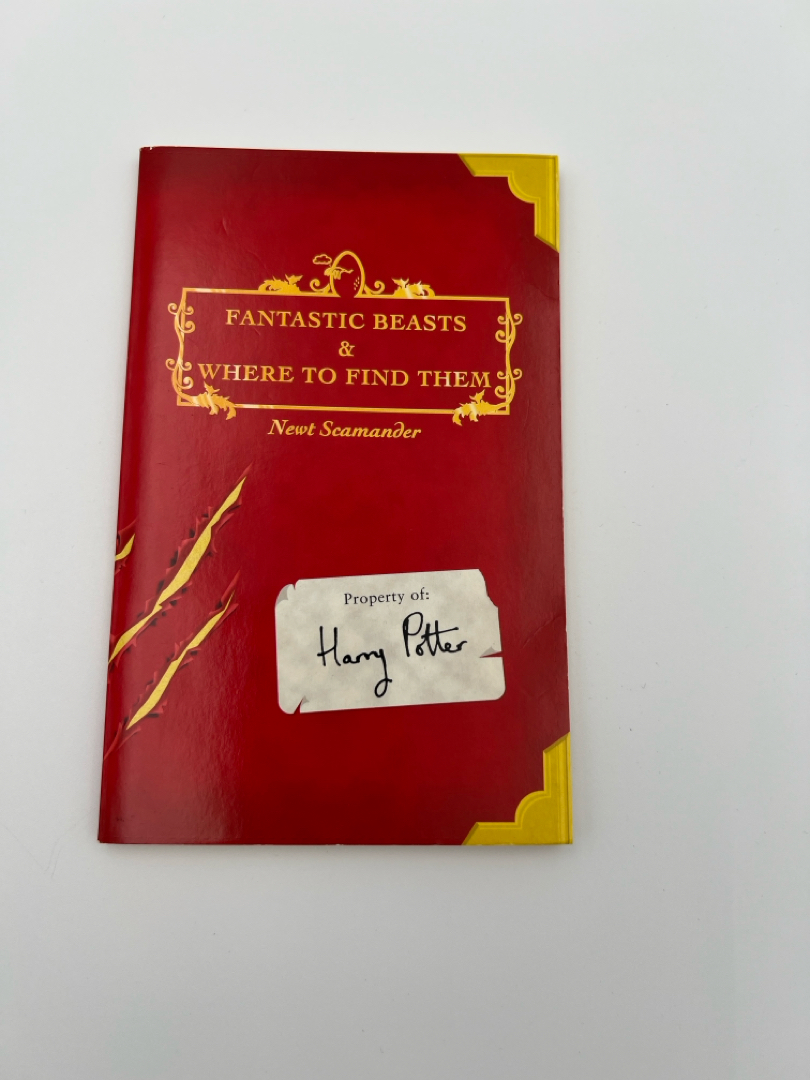 FANTASTIC BEASTS
&
WHERE TO FIND THEM
Newt Scamander
Property of:
Harry Potter